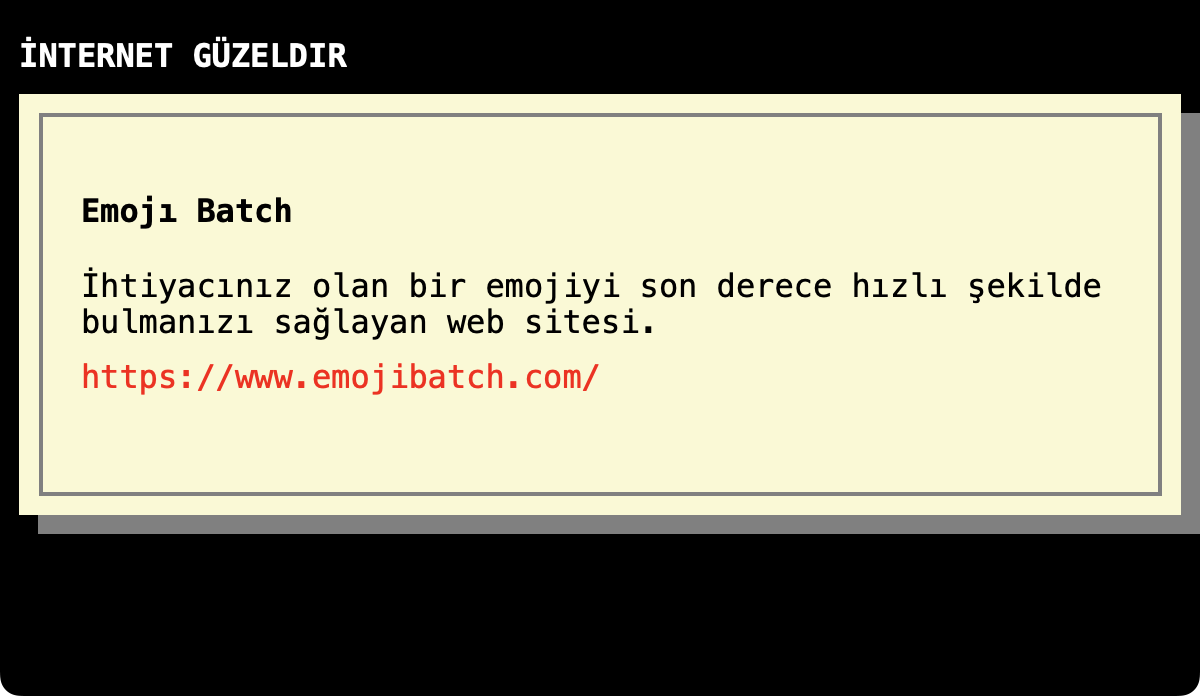 İNTERNET GÜZELDIR
Emojı Batch
İhtiyacınız olan bir emojiyi son derece hızlı şekilde
bulmanızı sağlayan web sitesi.
https://www.emojibatch.com/